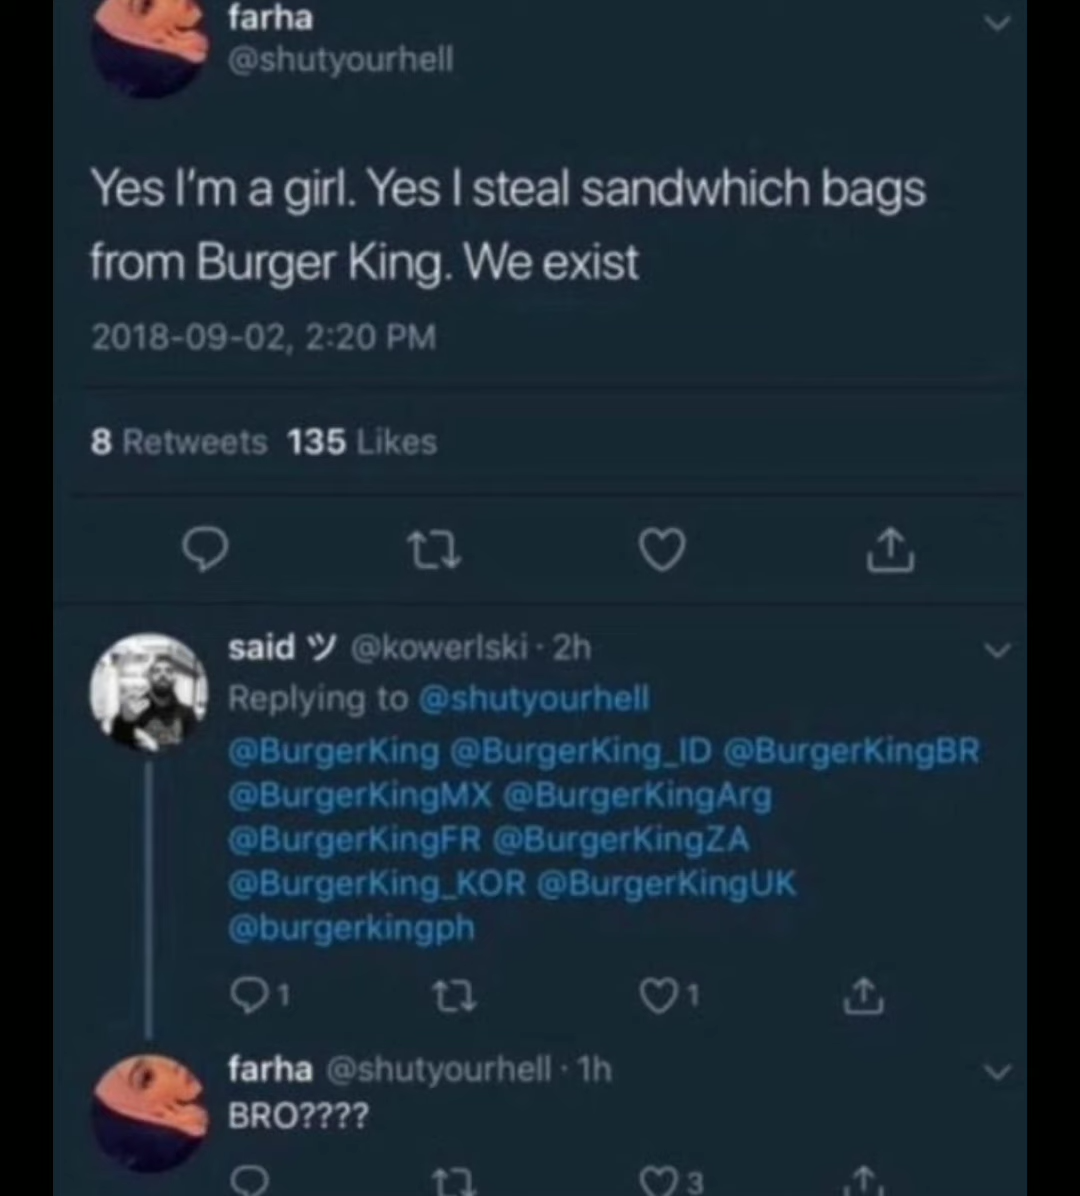 farha
@shutyourhell
Yes I'm a girl. Yes I steal sandwhich bags
from Burger King. We exist
2018-09-02, 2:20 PM
8 Retweets 135 Likes
said ツ @kowerlski · 2h
Replying to @shutyourhell
@BurgerKing @BurgerKing_ID @BurgerKingBR
@BurgerKingMX @BurgerKingArg
@BurgerKingFR @BurgerKingZA
@BurgerKing_KOR @BurgerKingUK
@burgerkingph
1 1
farha @shutyourhell · 1h
BRO????
3